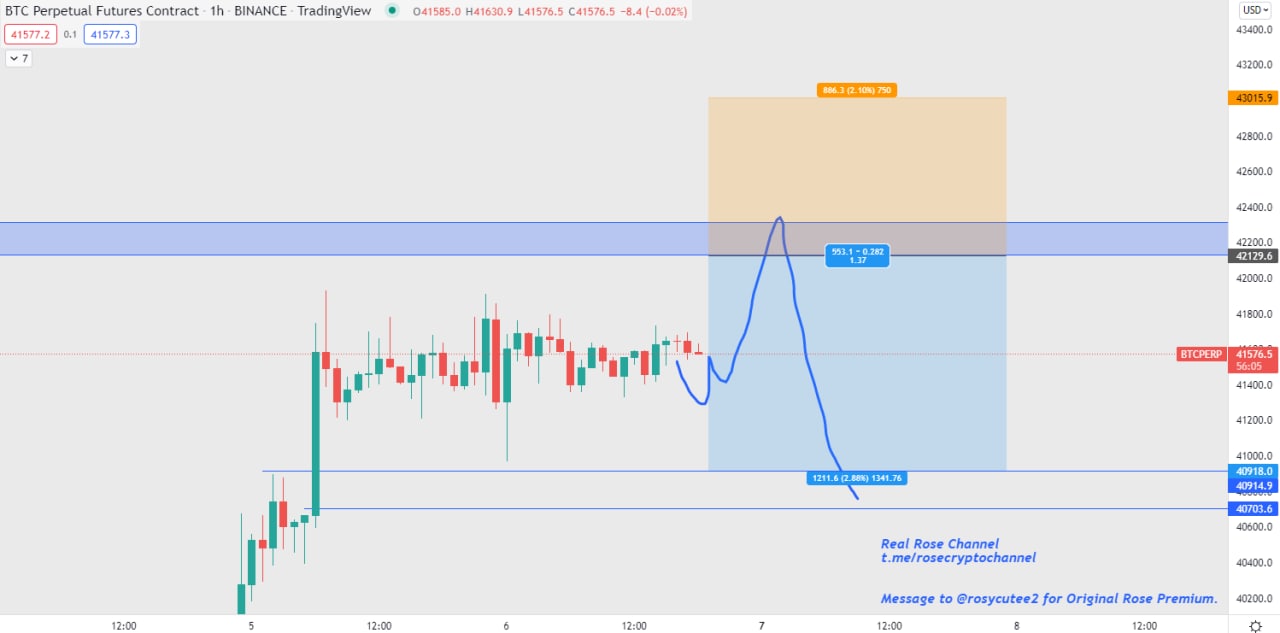 BTC Perpetual Futures Contract · 1h · BINANCE · TradingView O41585.0 H41630.9 L41576.5 C41576.5 −8.4 (−0.02%)
USD
41577.2 0.1 41577.3
7
43400.0
43200.0
886.3 (2.10%) 750
43015.9
42800.0
42600.0
42400.0
42200.0
553.1 ~ 0.282
1.37
42129.6
42000.0
41800.0
BTCPERP 41576.5
56:05
41400.0
41200.0
41000.0
40918.0
1211.6 (2.88%) 1341.76
40914.9
40703.6
40600.0
Real Rose Channel
t.me/rosecryptochannel
40400.0
Message to @rosycutee2 for Original Rose Premium.
40200.0
12:00 5 12:00 6 12:00 7 12:00 8 12:00